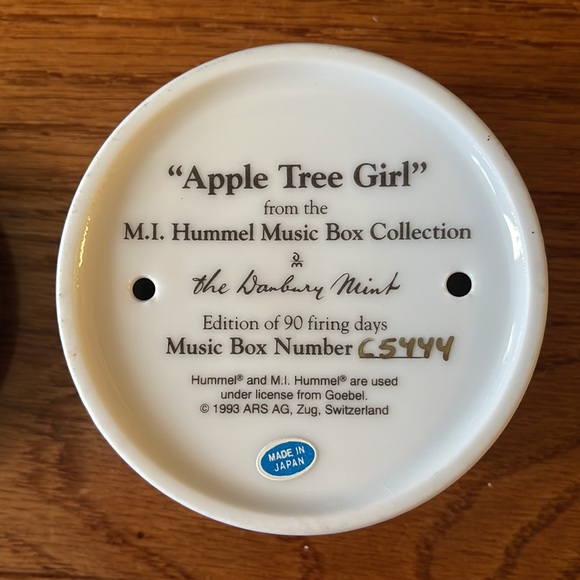 “Apple Tree Girl”
from the
M.I. Hummel Music Box Collection
the Danbury Mint
Edition of 90 firing days
Music Box Number C5444
Hummel® and M.I. Hummel® are used
under license from Goebel.
© 1993 ARS AG, Zug, Switzerland
MADE IN
JAPAN